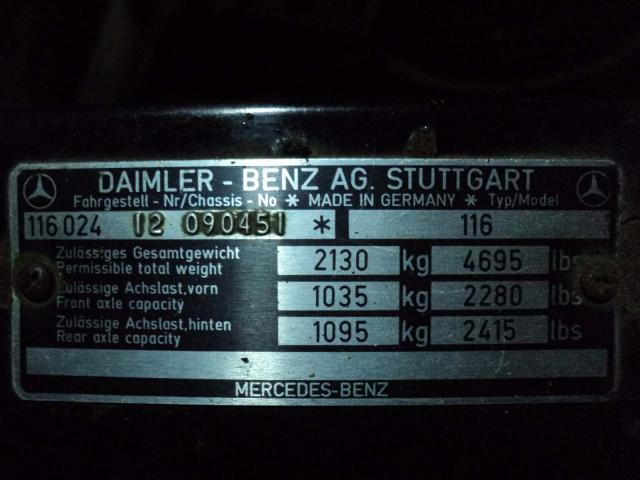 DAIMLER - BENZ AG. STUTTGART
Fahrgestell - Nr/Chassis - No * MADE IN GERMANY * Typ/Model
116 024 12 090451 * 116
Zulässiges Gesamtgewicht
Permissible total weight 2130 kg 4695 lbs
Zulässige Achslast,vorn
Front axle capacity 1035 kg 2280 lbs
Zulässige Achslast,hinten
Rear axle capacity 1095 kg 2415 lbs
MERCEDES-BENZ